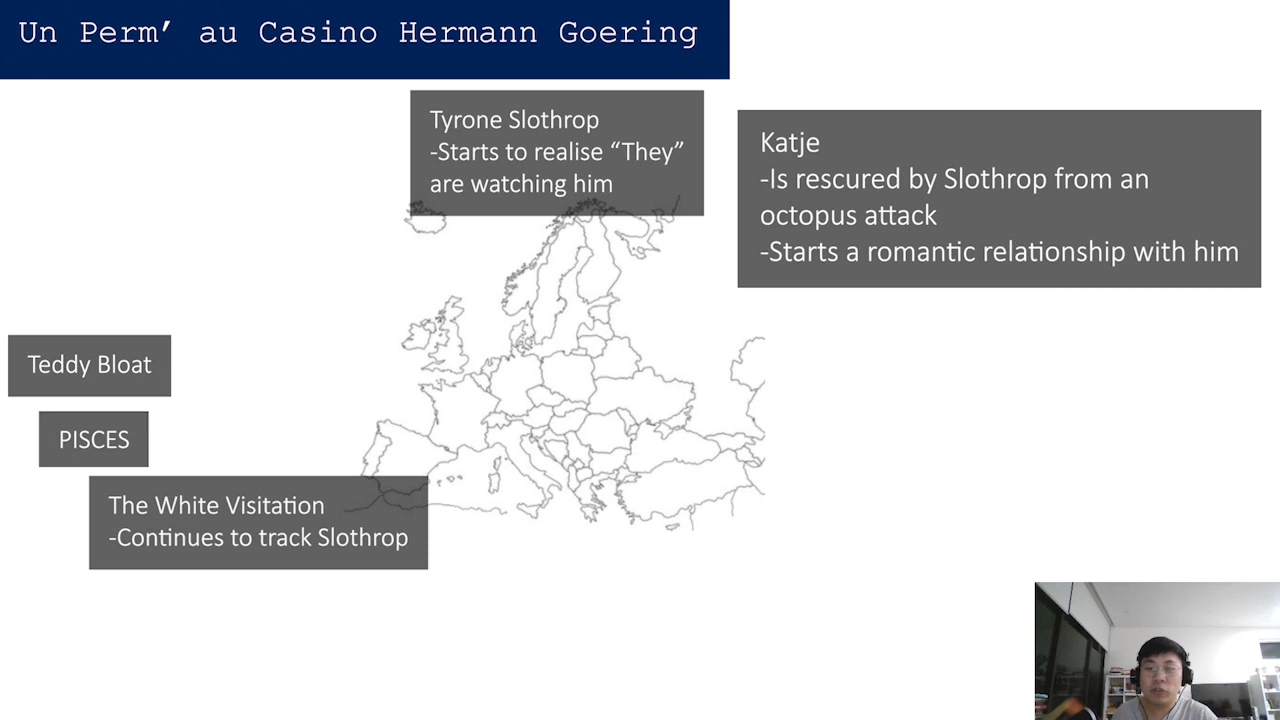 Un Perm’ au Casino Hermann Goering
Tyrone Slothrop
-Starts to realise “They”
are watching him
Katje
-Is rescured by Slothrop from an
octopus attack
-Starts a romantic relationship with him
Teddy Bloat
PISCES
The White Visitation
-Continues to track Slothrop